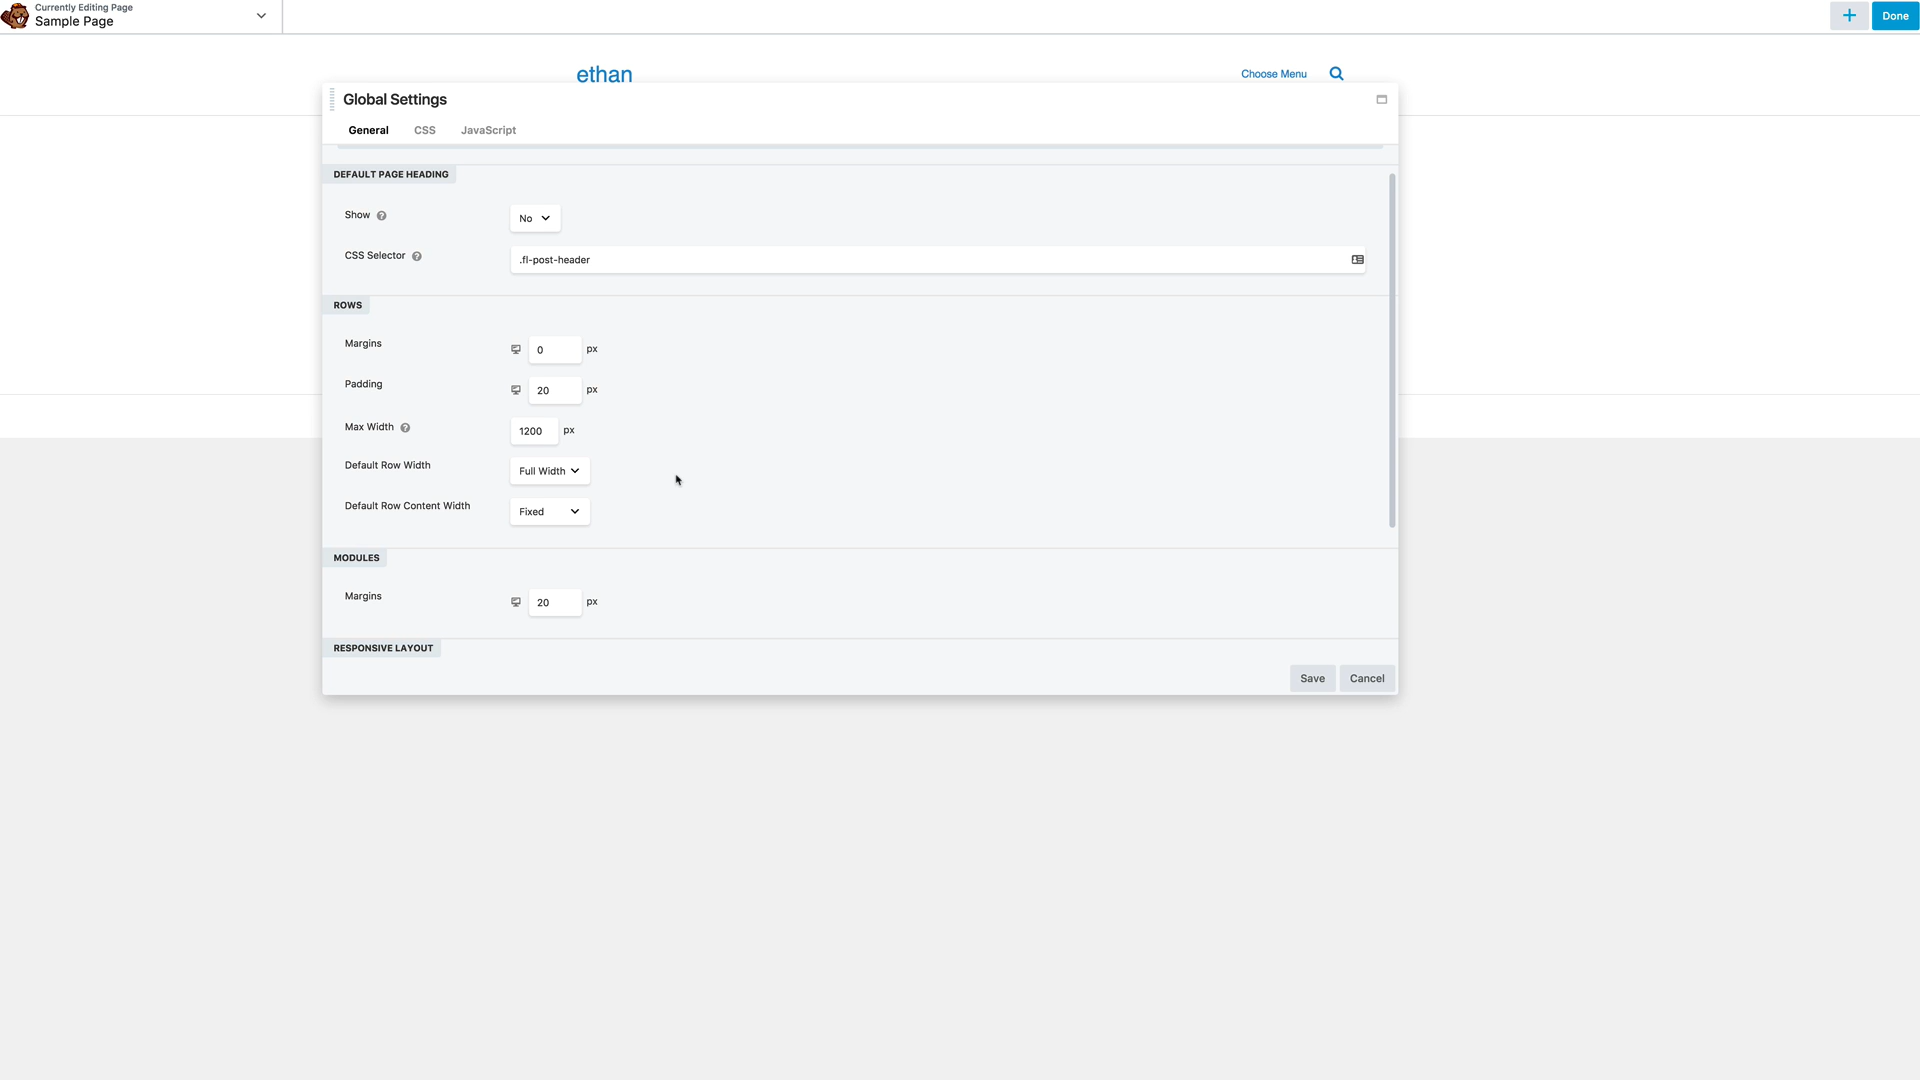 Currently Editing Page
Sample Page
Done
ethan
Choose Menu
Global Settings
General CSS JavaScript
DEFAULT PAGE HEADING
Show
No
CSS Selector
.fl-post-header
ROWS
Margins
0 px
Padding
20 px
Max Width
1200 px
Default Row Width
Full Width
Default Row Content Width
Fixed
MODULES
Margins
20 px
RESPONSIVE LAYOUT
Save Cancel